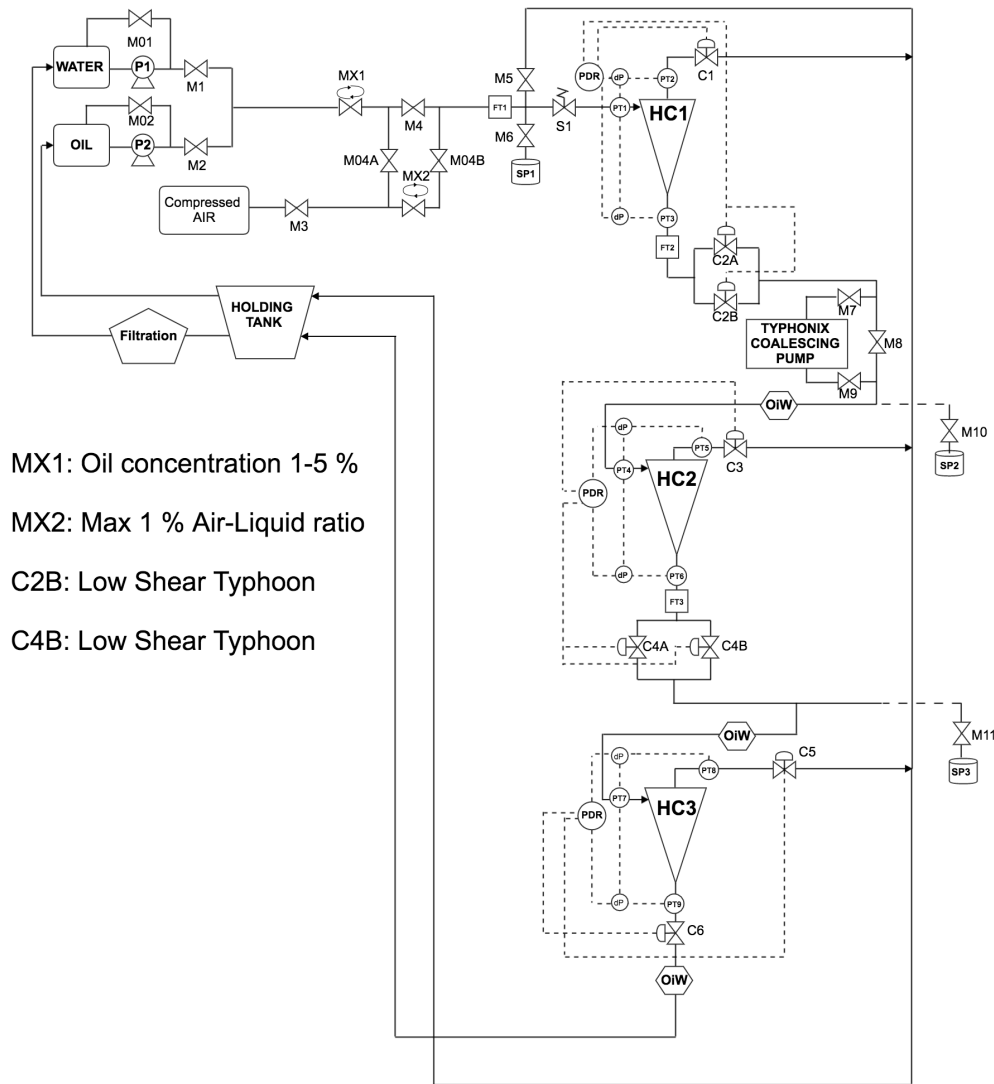 M01
WATER
P1
M1
M02
OIL
P2
M2
MX1
M4
M04A
M04B
MX2
Compressed
AIR
M3
FT1
M5
M6
SP1
S1
PDR
dP
PT2
C1
PT1
HC1
dP
PT3
FT2
C2A
C2B
M7
TYPHONIX
COALESCING
PUMP
M8
M9
HOLDING
TANK
Filtration
OiW
M10
SP2
dP
PT5
C3
PT4
HC2
PDR
dP
PT6
FT3
C4A
C4B
MX1: Oil concentration 1-5 %
MX2: Max 1 % Air-Liquid ratio
C2B: Low Shear Typhoon
C4B: Low Shear Typhoon
OiW
M11
SP3
dP
PT8
C5
PT7
HC3
PDR
dP
PT9
C6
OiW